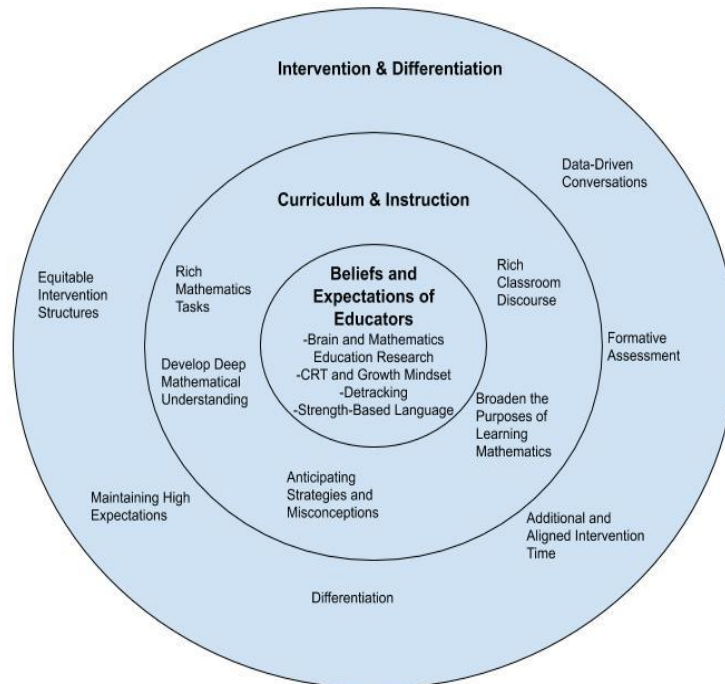 Intervention & Differentiation
Data-Driven
Conversations
Curriculum & Instruction
Rich
Mathematics
Tasks
Rich
Classroom
Discourse
Equitable
Intervention
Structures
Beliefs and
Expectations of
Educators
-Brain and Mathematics
Education Research
-CRT and Growth Mindset
-Detracking
-Strength-Based Language
Formative
Assessment
Develop Deep
Mathematical
Understanding
Broaden the
Purposes of
Learning
Mathematics
Anticipating
Strategies and
Misconceptions
Maintaining High
Expectations
Additional and
Aligned Intervention
Time
Differentiation